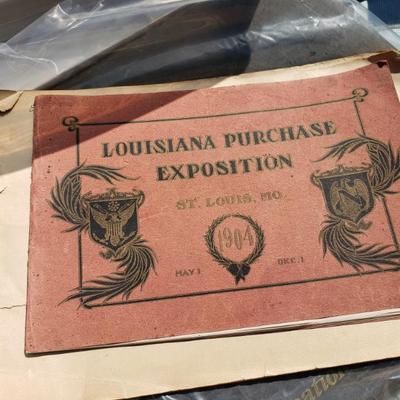 LOUISIANA PURCHASE
EXPOSITION
ST. LOUIS, MO.
1904
MAY 1 DEC. 1